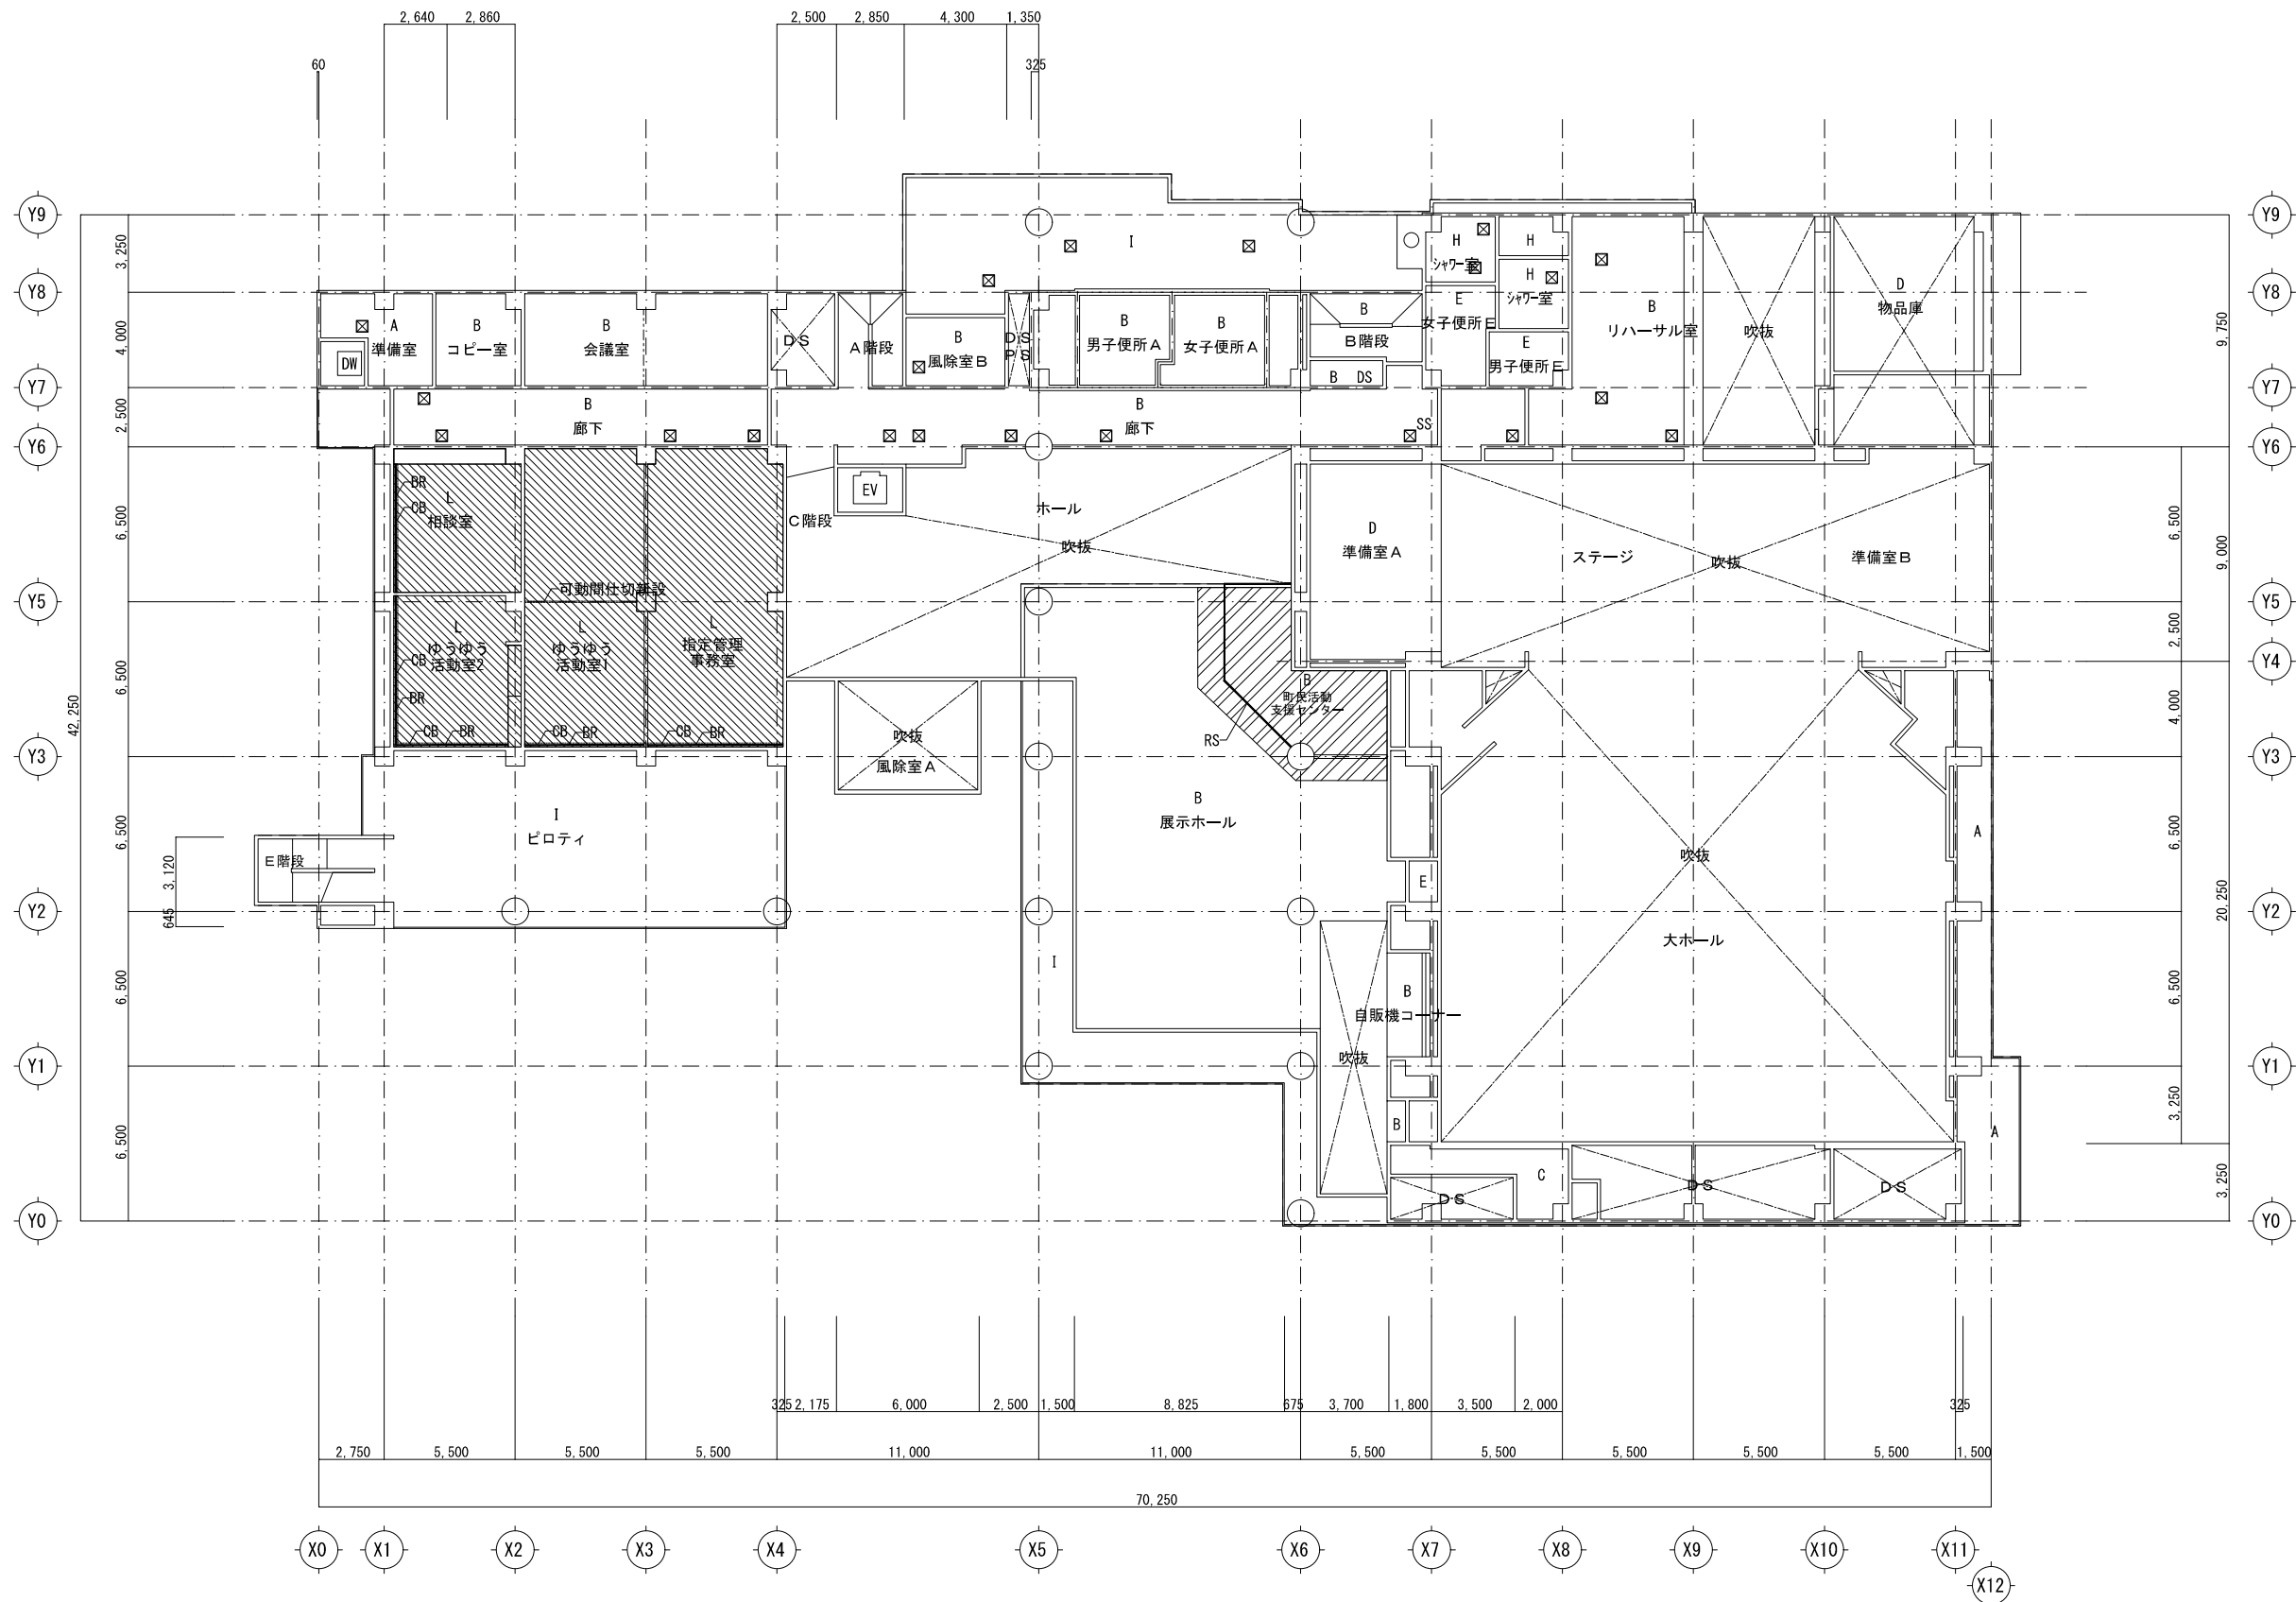 2,640 2,860 2,500 2,850 4,300 1,350
60 325
Y9 Y9
3,250
I
H H
シャワー室
H
シャワー室
Y8 Y8
A
準備室
DW
B
コピー室
B
会議室
DS
A階段
B
風除室B
DS
PS
B
男子便所A
B
女子便所A
B
B階段
B DS
E
女子便所E
E
男子便所E
B
リハーサル室
吹抜
D
物品庫
4,000 9,750
Y7 Y7
2,500
B
廊下
B
廊下
SS
Y6 Y6
BR
CB
L
相談室
C階段
EV
ホール
吹抜
D
準備室A
ステージ
吹抜
準備室B
6,500 6,500 9,000
可動間仕切新設
Y5 Y5
L
ゆうゆう
活動室2
CB
BR
CB BR
L
ゆうゆう
活動室1
CB BR
L
指定管理
事務室
CB BR
2,500
Y4 Y4
6,500 4,000
42,250
B
町民活動
支援センター
RS
吹抜
風除室A
Y3 Y3
I
ピロティ
B
展示ホール
E階段
吹抜
A
E
6,500 3,120 6,500
645
Y2 Y2
20,250
大ホール
I
B
自販機コーナー
吹抜
6,500 6,500
Y1 Y1
3,250
B
A
C
DS
DS
DS
6,500 3,250
Y0 Y0
325 2,175 6,000 2,500 1,500 8,825 675 3,700 1,800 3,500 2,000 325
2,750 5,500 5,500 5,500 11,000 11,000 5,500 5,500 5,500 5,500 5,500 1,500
70,250
X0 X1 X2 X3 X4 X5 X6 X7 X8 X9 X10 X11
X12